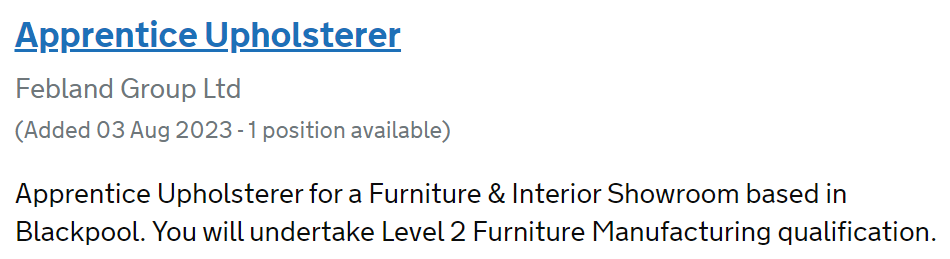 Apprentice Upholsterer
Febland Group Ltd
(Added 03 Aug 2023 - 1 position available)
Apprentice Upholsterer for a Furniture & Interior Showroom based in
Blackpool. You will undertake Level 2 Furniture Manufacturing qualification.